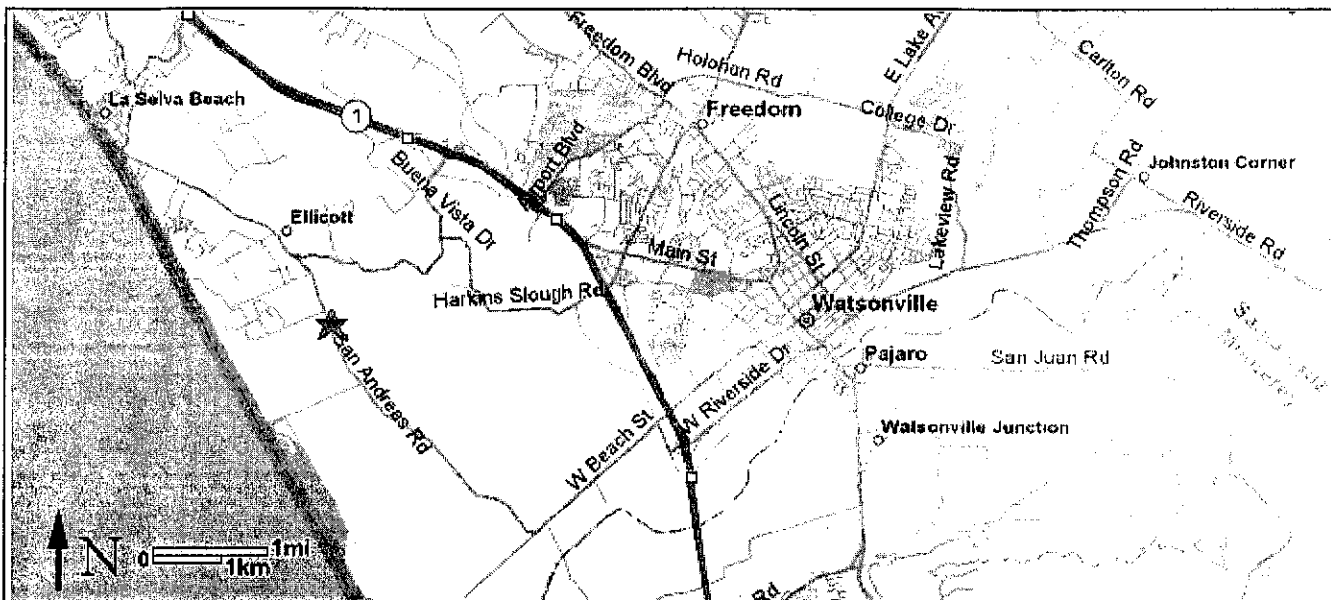 Freedom Blvd
Holohan Rd
E Lake
Carlton Rd
La Selva Beach
1
Freedom
College Dr
Airport Blvd
Buena Vista Dr
Lakeview Rd
Thompson Rd
Johnston Corner
Riverside Rd
Ellicott
Lincoln St
Main St
Harkins Slough Rd
Watsonville
San Andreas Rd
W Riverside Dr
Pajaro
San Juan Rd
W Beach St
Watsonville Junction
N
0
1mi
1km
Rd